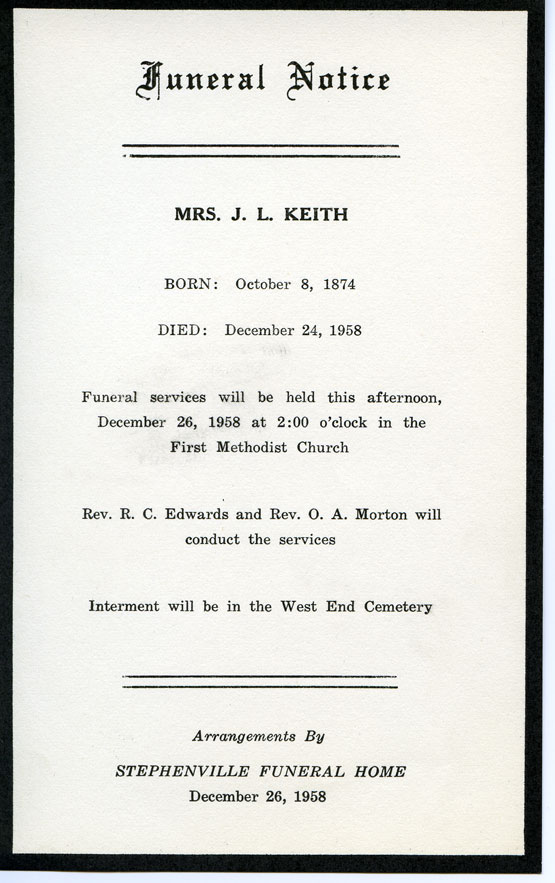 Funeral Notice
MRS. J. L. KEITH
BORN: October 8, 1874
DIED: December 24, 1958
Funeral services will be held this afternoon,
December 26, 1958 at 2:00 o'clock in the
First Methodist Church
Rev. R. C. Edwards and Rev. O. A. Morton will
conduct the services
Interment will be in the West End Cemetery
Arrangements By
STEPHENVILLE FUNERAL HOME
December 26, 1958